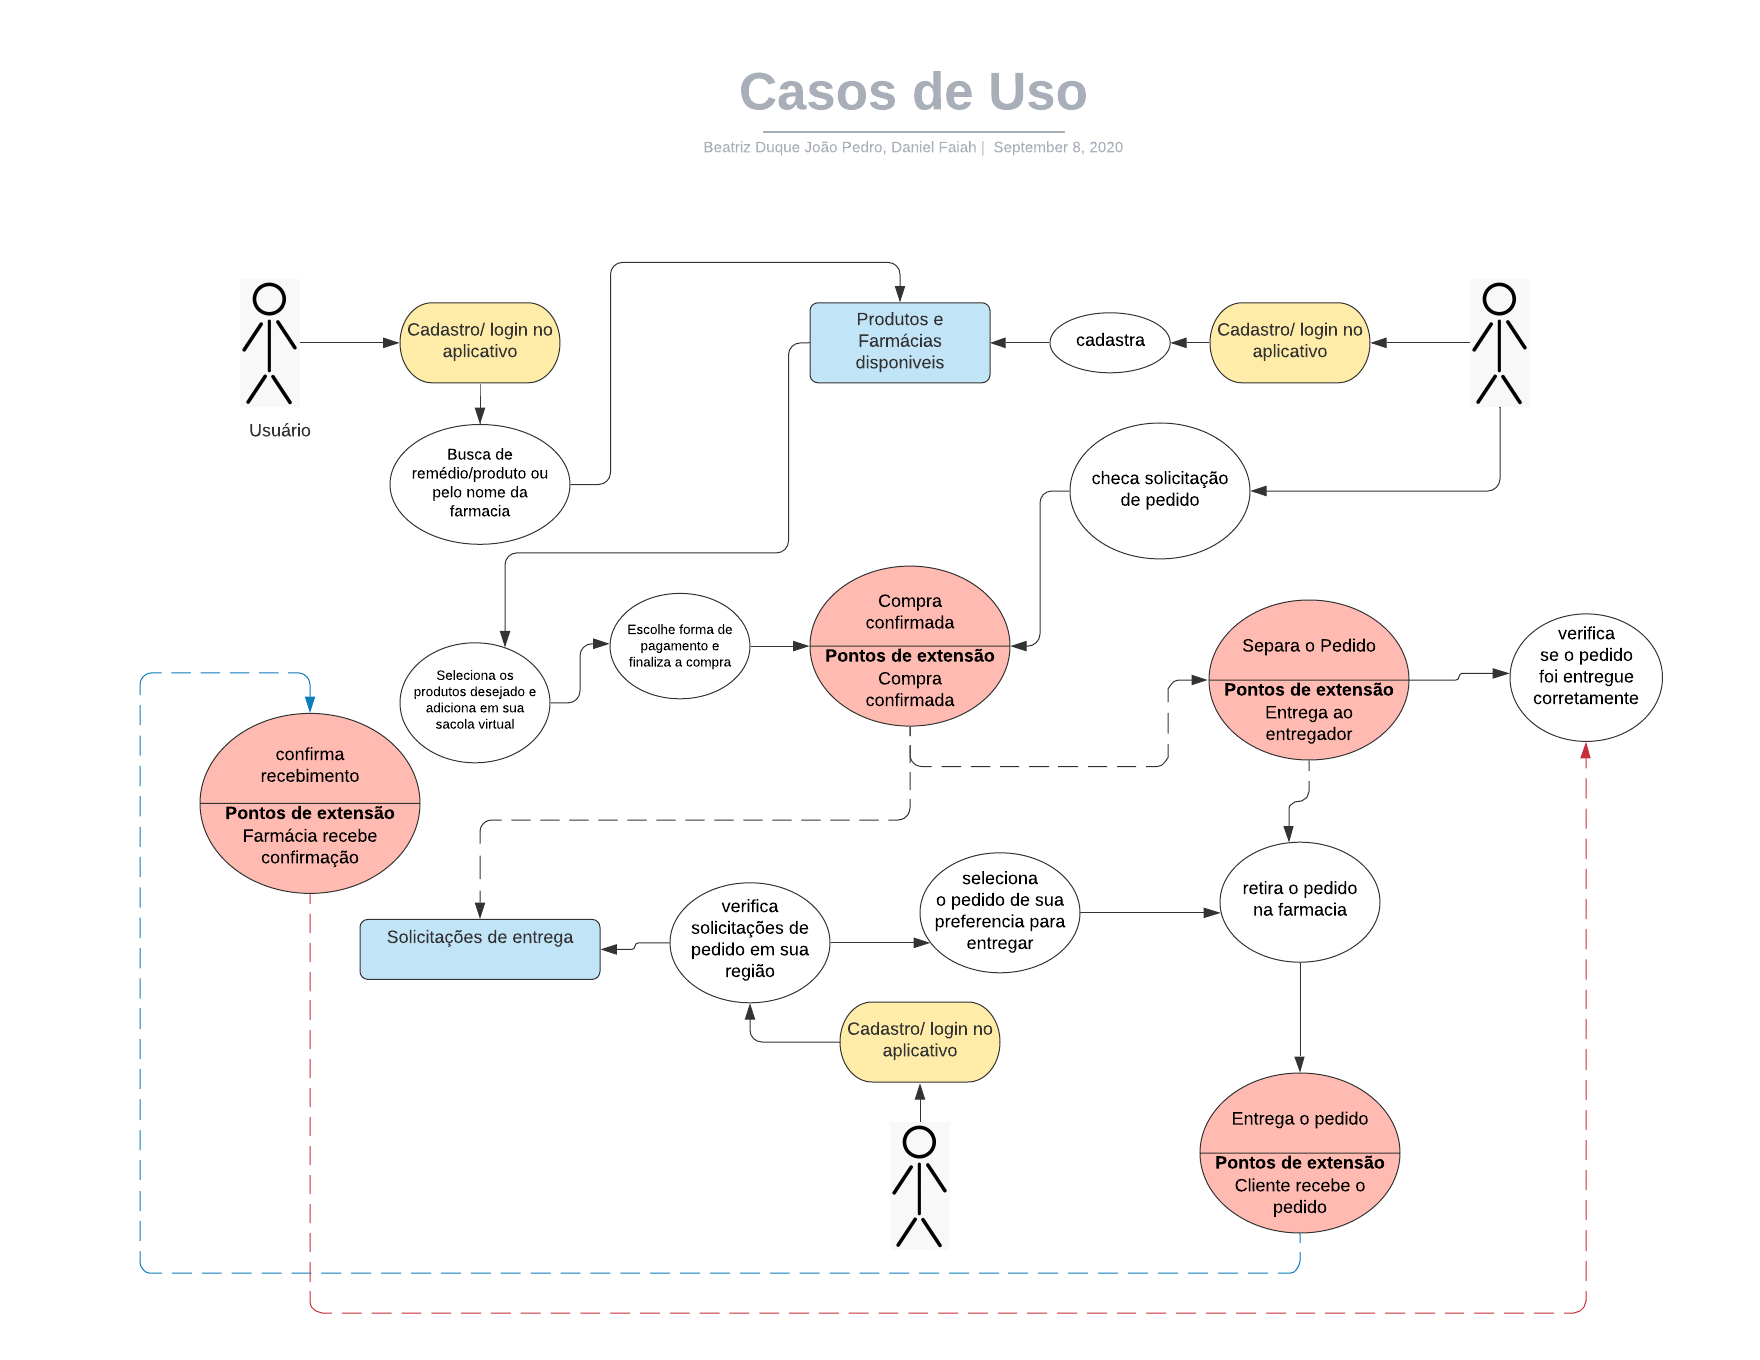 Casos de Uso
Beatriz Duque João Pedro, Daniel Faiah | September 8, 2020
Usuário
Cadastro/ login no
aplicativo
Busca de
remédio/produto ou
pelo nome da
farmacia
Produtos e
Farmácias
disponiveis
cadastra
Cadastro/ login no
aplicativo
checa solicitação
de pedido
Seleciona os
produtos desejado e
adiciona em sua
sacola virtual
Escolhe forma de
pagamento e
finaliza a compra
Compra
confirmada
Pontos de extensão
Compra
confirmada
Separa o Pedido
Pontos de extensão
Entrega ao
entregador
verifica
se o pedido
foi entregue
corretamente
confirma
recebimento
Pontos de extensão
Farmácia recebe
confirmação
Solicitações de entrega
verifica
solicitações de
pedido em sua
região
seleciona
o pedido de sua
preferencia para
entregar
retira o pedido
na farmacia
Cadastro/ login no
aplicativo
Entrega o pedido
Pontos de extensão
Cliente recebe o
pedido